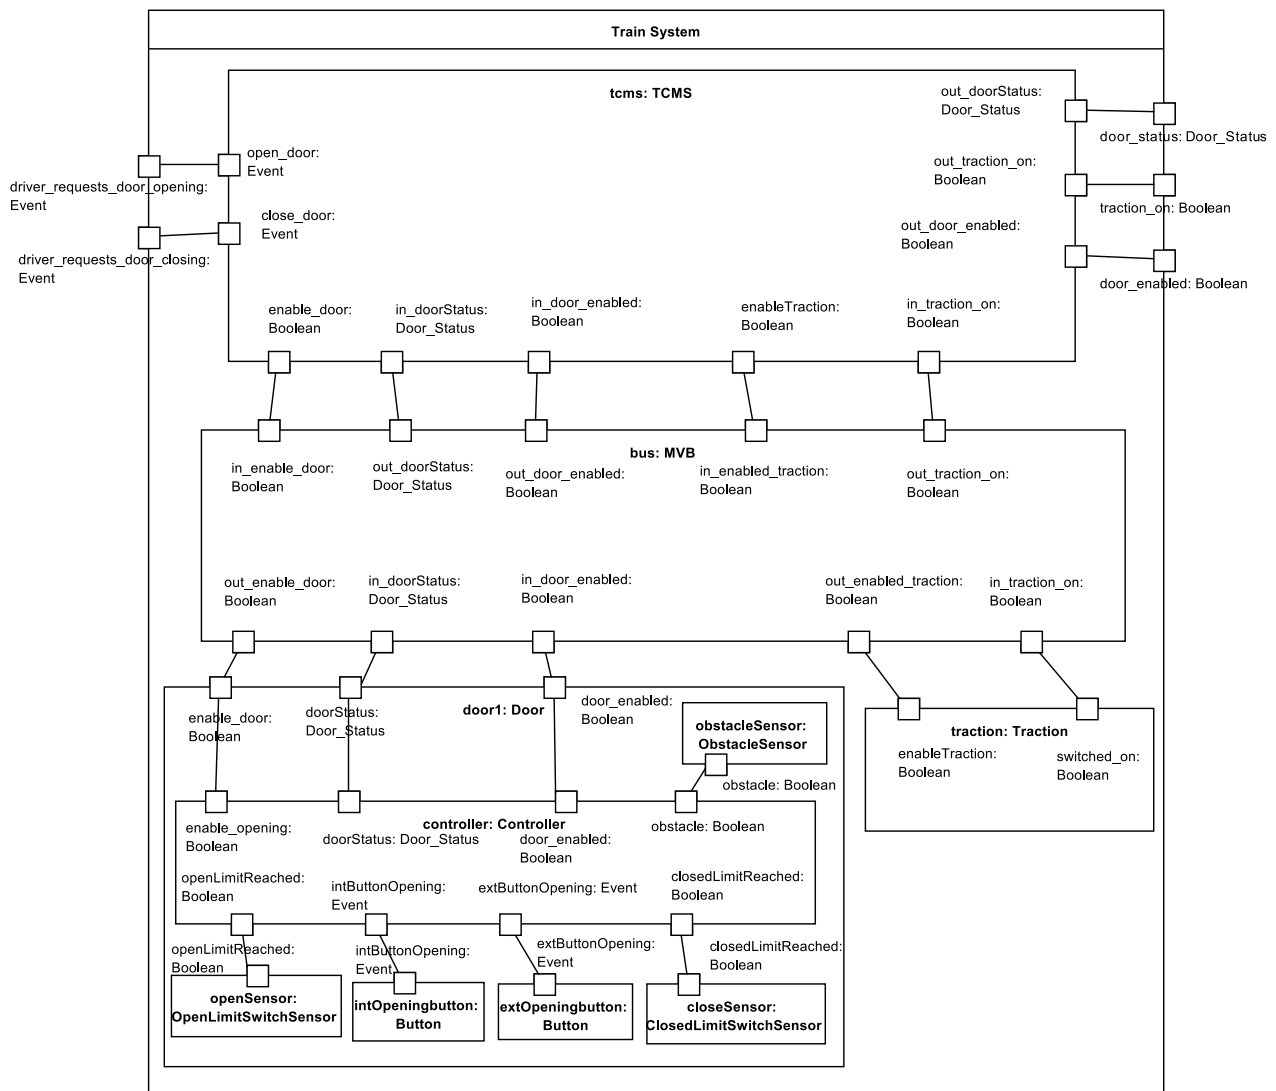 Train System
tcms: TCMS
out_doorStatus:
Door_Status
door_status: Door_Status
open_door:
Event
driver_requests_door_opening:
Event
out_traction_on:
Boolean
traction_on: Boolean
close_door:
Event
driver_requests_door_closing:
Event
out_door_enabled:
Boolean
door_enabled: Boolean
enable_door:
Boolean
in_doorStatus:
Door_Status
in_door_enabled:
Boolean
enableTraction:
Boolean
in_traction_on:
Boolean
bus: MVB
in_enable_door:
Boolean
out_doorStatus:
Door_Status
out_door_enabled:
Boolean
in_enabled_traction:
Boolean
out_traction_on:
Boolean
out_enable_door:
Boolean
in_doorStatus:
Door_Status
in_door_enabled:
Boolean
out_enabled_traction:
Boolean
in_traction_on:
Boolean
enable_door:
Boolean
doorStatus:
Door_Status
door1: Door
door_enabled:
Boolean
obstacleSensor:
ObstacleSensor
obstacle: Boolean
traction: Traction
enableTraction:
Boolean
switched_on:
Boolean
controller: Controller
enable_opening:
Boolean
doorStatus: Door_Status
door_enabled:
Boolean
obstacle: Boolean
openLimitReached:
Boolean
intButtonOpening:
Event
extButtonOpening: Event
closedLimitReached:
Boolean
openLimitReached:
Boolean
intButtonOpening:
Event
extButtonOpening:
Event
closedLimitReached:
Boolean
openSensor:
OpenLimitSwitchSensor
intOpeningbutton:
Button
extOpeningbutton:
Button
closeSensor:
ClosedLimitSwitchSensor